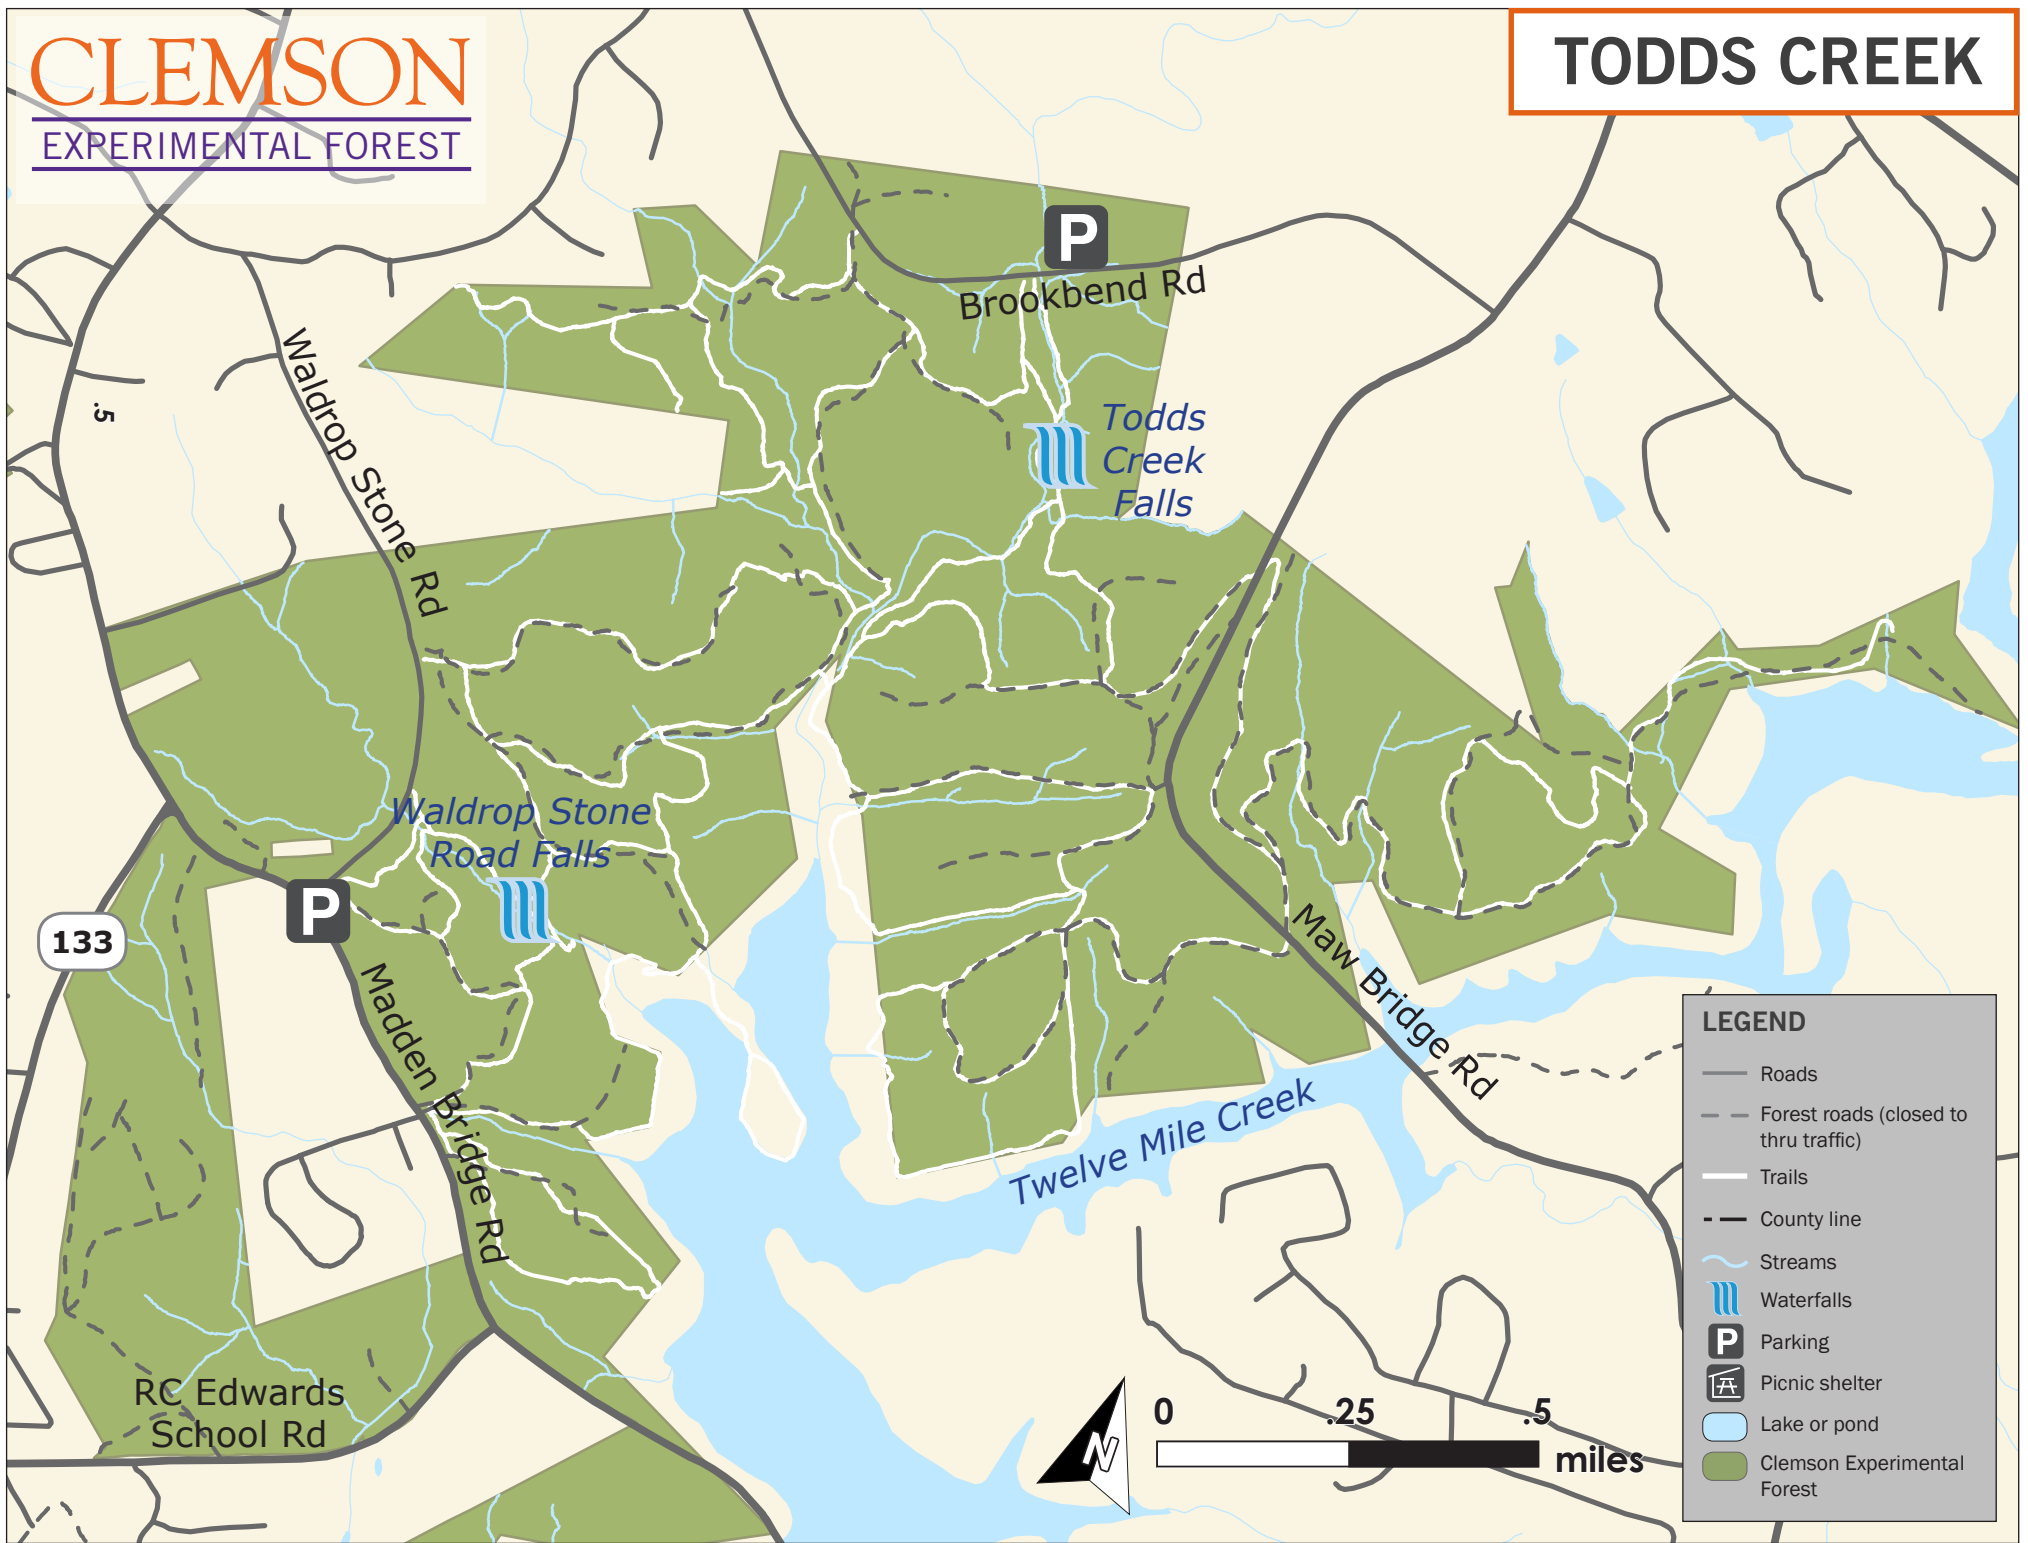 CLEMSON
EXPERIMENTAL FOREST
TODDS CREEK
P
Brookbend Rd
Waldrop Stone Rd
.5
Todds
Creek
Falls
Waldrop Stone
Road Falls
P
133
Madden Bridge Rd
Maw Bridge Rd
Twelve Mile Creek
RC Edwards
School Rd
N
0 .25 .5
miles
LEGEND
Roads
Forest roads (closed to
thru traffic)
Trails
County line
Streams
Waterfalls
P Parking
Picnic shelter
Lake or pond
Clemson Experimental
Forest